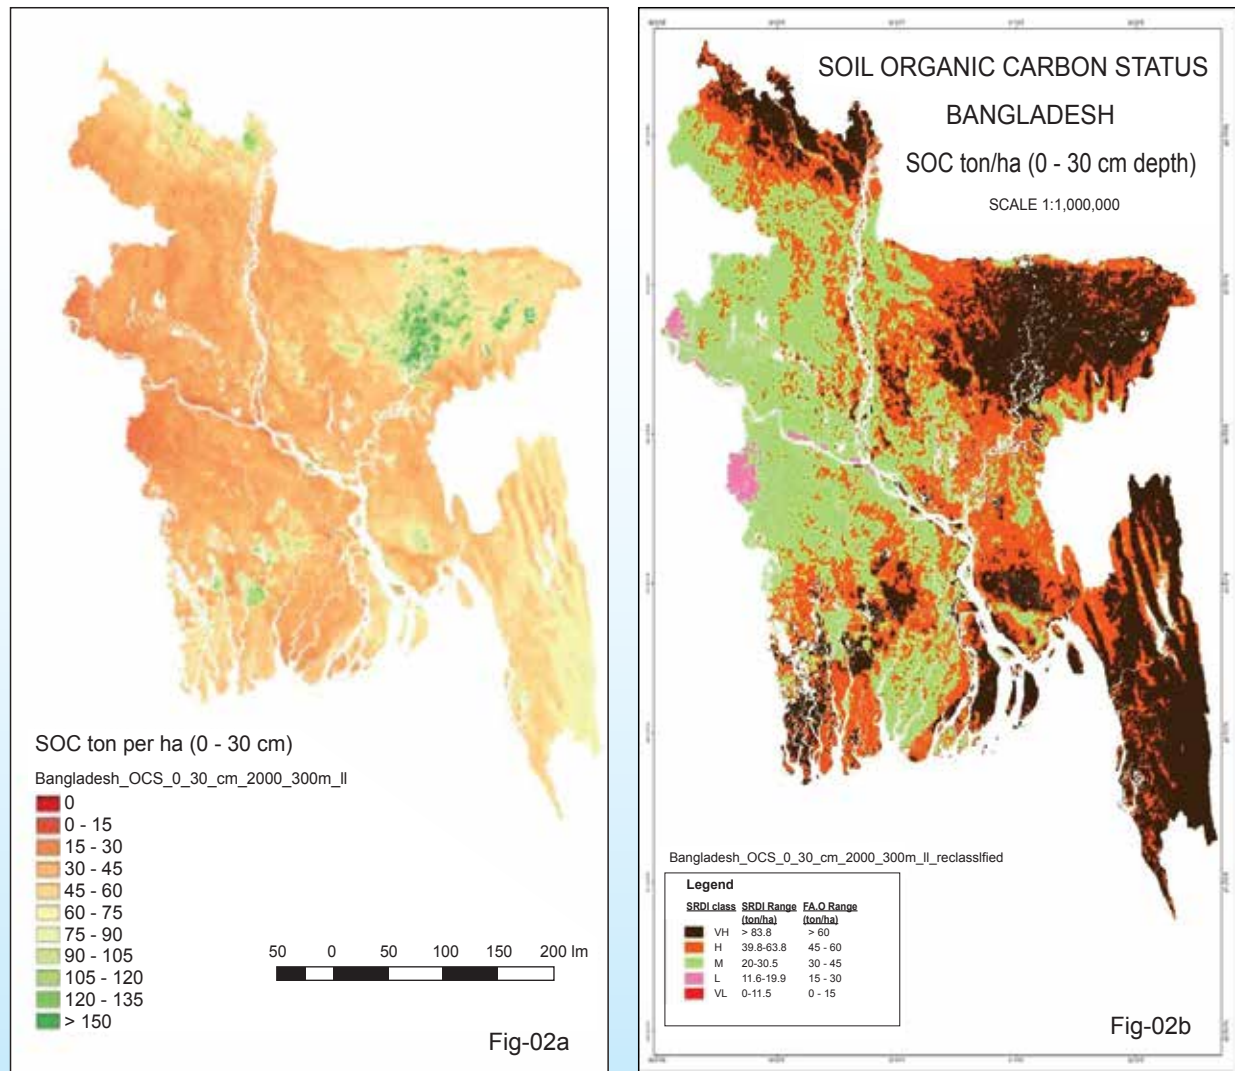 SOC ton per ha (0 - 30 cm)
Bangladesh_OCS_0_30_cm_2000_300m_ll
0
0 - 15
15 - 30
30 - 45
45 - 60
60 - 75
75 - 90
90 - 105
105 - 120
120 - 135
> 150
50 0 50 100 150 200 lm
Fig-02a
SOIL ORGANIC CARBON STATUS
BANGLADESH
SOC ton/ha (0 - 30 cm depth)
SCALE 1:1,000,000
Bangladesh_OCS_0_30_cm_2000_300m_ll_reclassified
Legend
SRDI class SRDI Range FA.O Range
(ton/ha) (ton/ha)
VH > 83.8 > 60
H 39.8-63.8 45 - 60
M 20-30.5 30 - 45
L 11.6-19.9 15 - 30
VL 0-11.5 0 - 15
Fig-02b